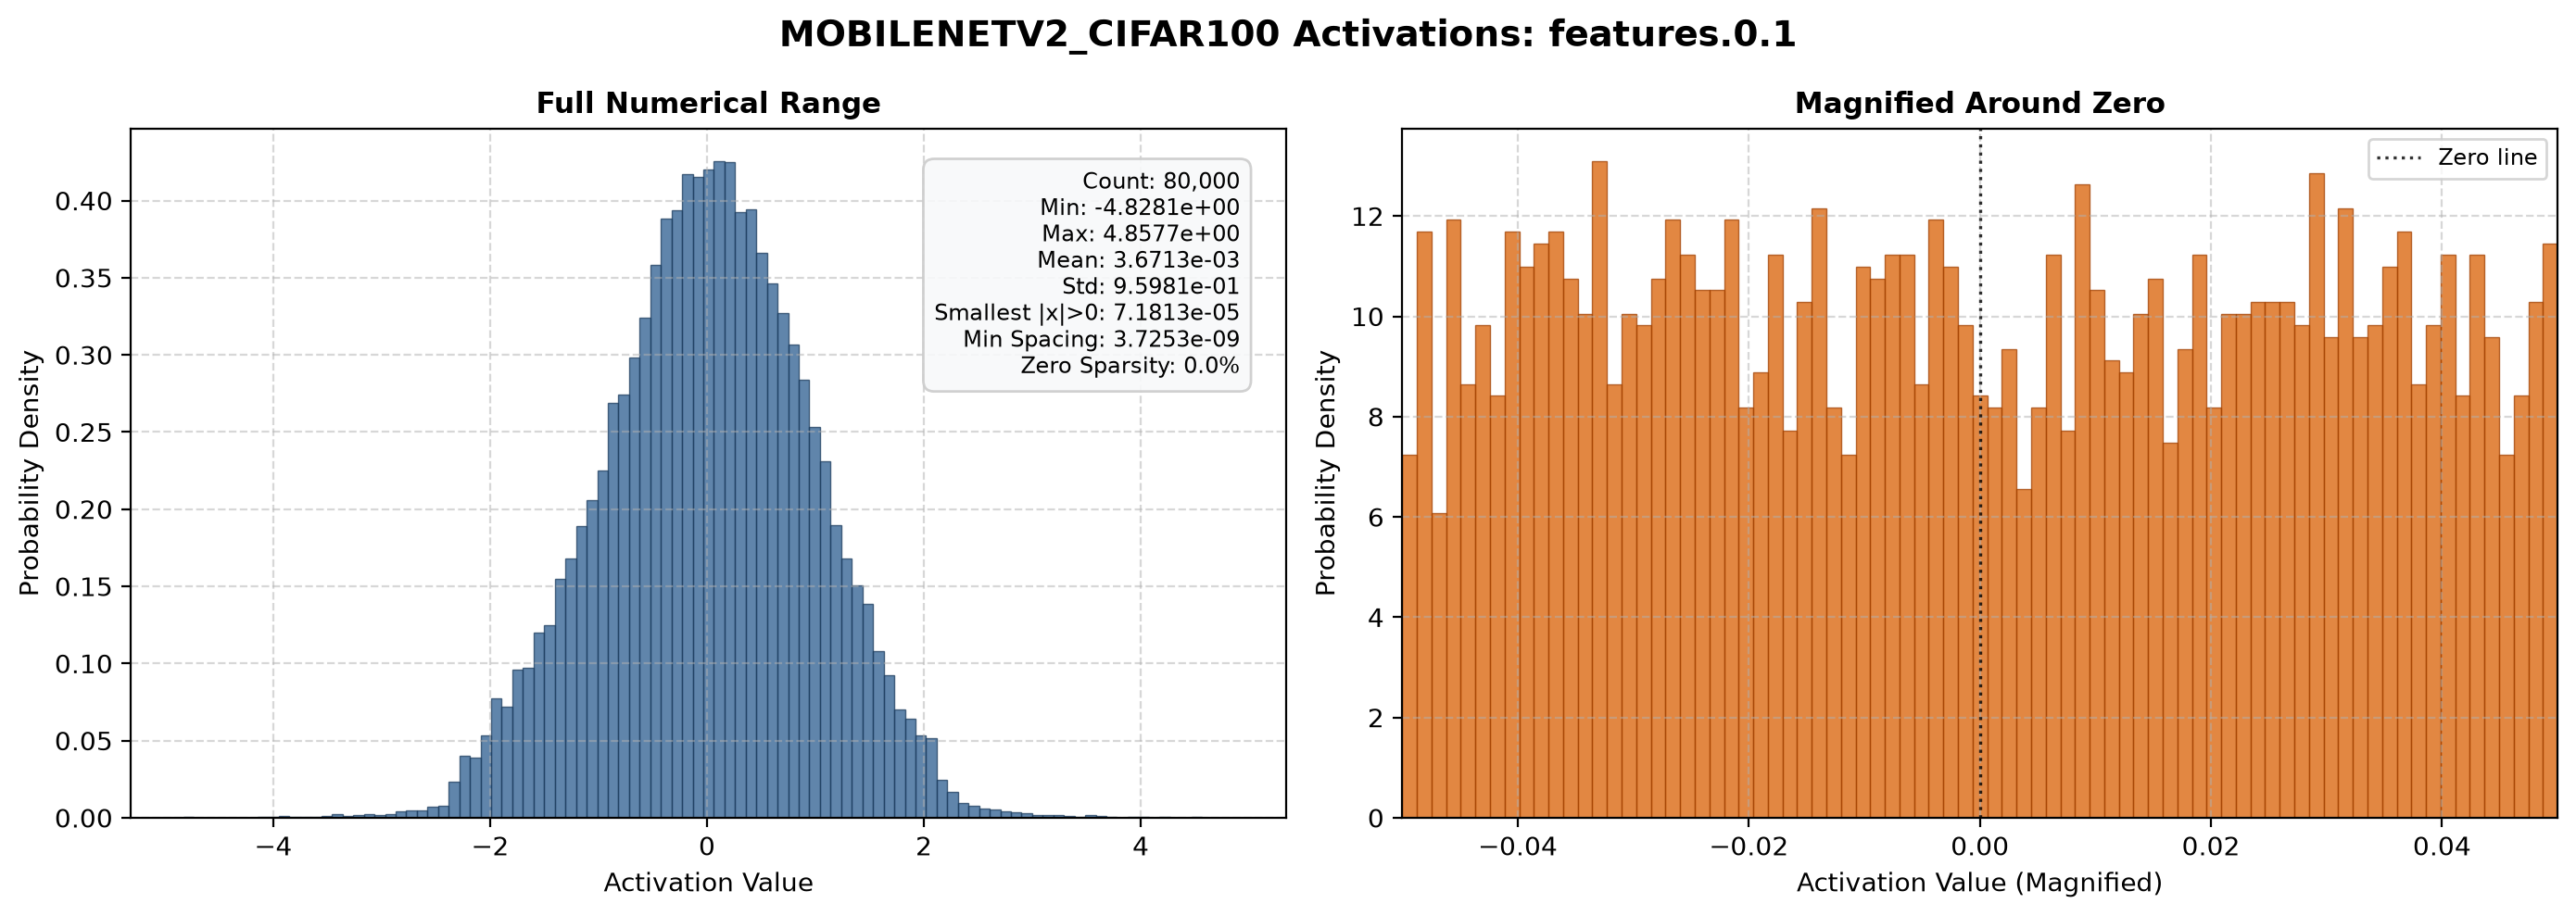 MOBILENETV2_CIFAR100 Activations: features.0.1
Full Numerical Range
Probability Density
0.40
0.35
0.30
0.25
0.20
0.15
0.10
0.05
0.00
Count: 80,000
Min: -4.8281e+00
Max: 4.8577e+00
Mean: 3.6713e-03
Std: 9.5981e-01
Smallest |x|>0: 7.1813e-05
Min Spacing: 3.7253e-09
Zero Sparsity: 0.0%
−4 −2 0 2 4
Activation Value
Magnified Around Zero
Probability Density
12
10
8
6
4
2
0
Zero line
−0.04 −0.02 0.00 0.02 0.04
Activation Value (Magnified)